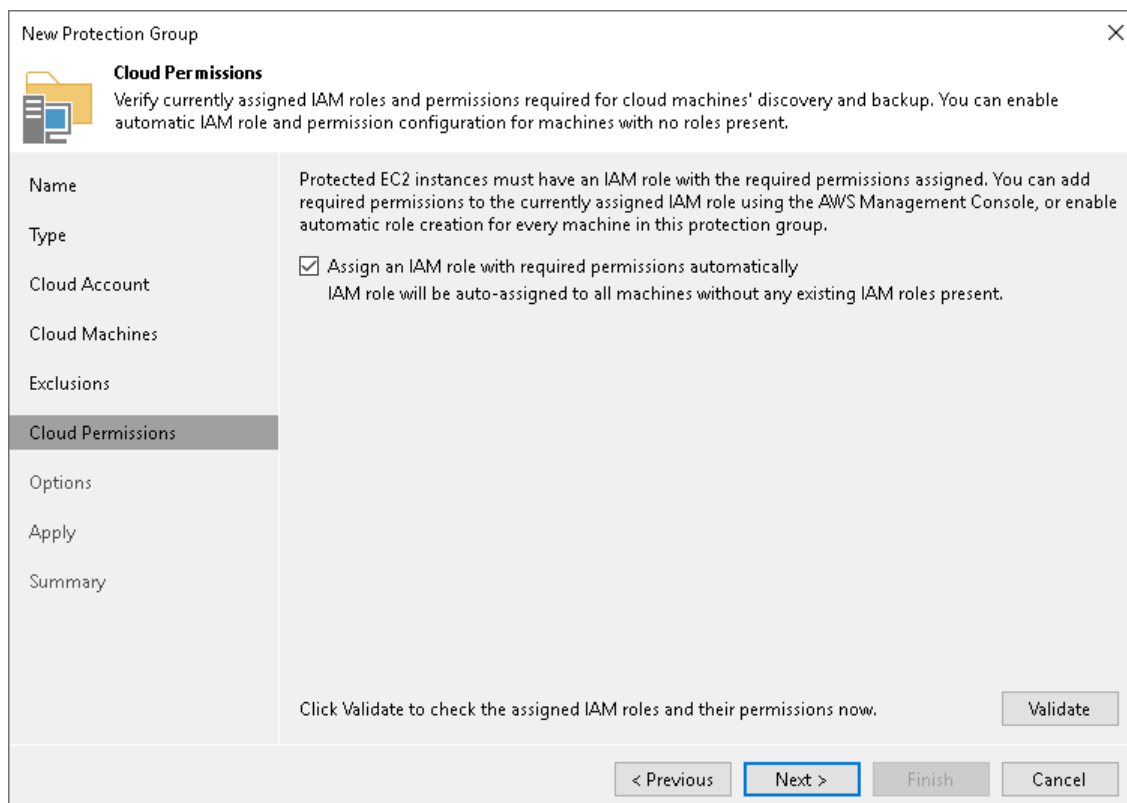 New Protection Group
Cloud Permissions
Verify currently assigned IAM roles and permissions required for cloud machines' discovery and backup. You can enable
automatic IAM role and permission configuration for machines with no roles present.
Name
Type
Cloud Account
Cloud Machines
Exclusions
Cloud Permissions
Options
Apply
Summary
Protected EC2 instances must have an IAM role with the required permissions assigned. You can add
required permissions to the currently assigned IAM role using the AWS Management Console, or enable
automatic role creation for every machine in this protection group.
Assign an IAM role with required permissions automatically
IAM role will be auto-assigned to all machines without any existing IAM roles present.
Click Validate to check the assigned IAM roles and their permissions now.
Validate
< Previous
Next >
Finish
Cancel